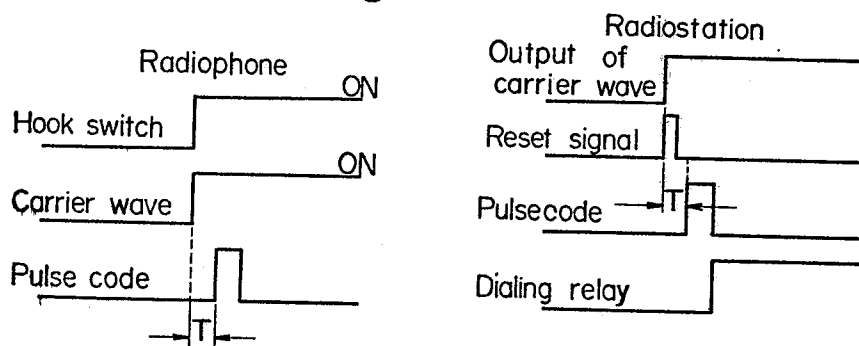 Radiophone
ON
Hook switch
ON
Carrier wave
Pulse code
T
Radiostation
Output of
carrier wave
Reset signal
T
Pulsecode
Dialing relay